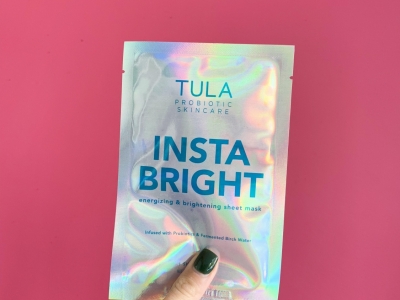 TULA
PROBIOTIC
SKINCARE
INSTA
BRIGHT
energizing & brightening sheet mask
Infused with Probiotics & Fermented Birch Water